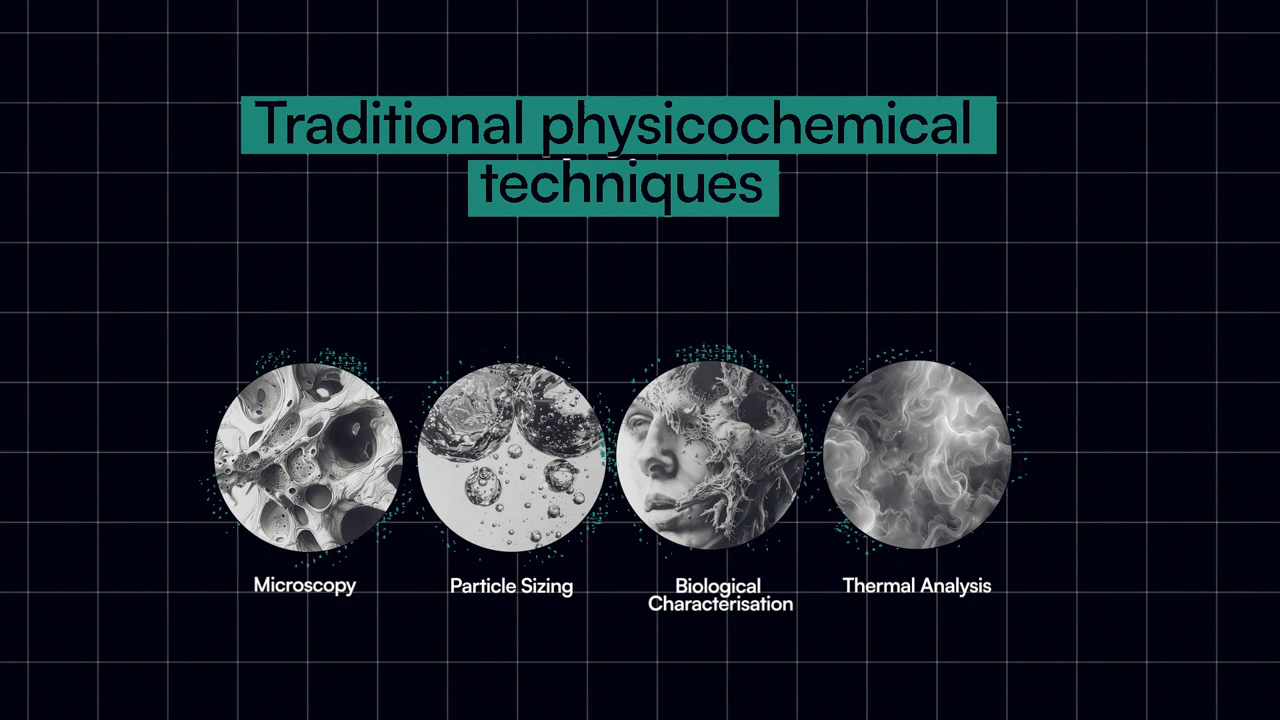 Traditional physicochemical
techniques
Microscopy
Particle Sizing
Biological
Characterisation
Thermal Analysis